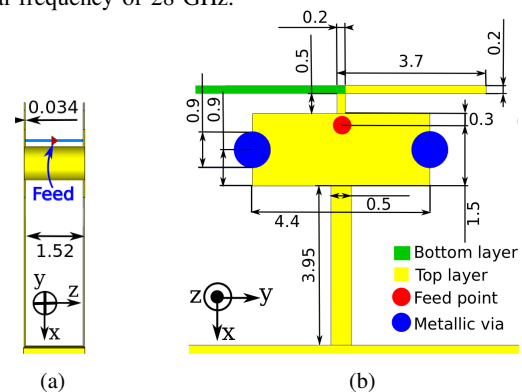 al frequency of 28 GHz.
0.034
Feed
1.52
y
z
x
(a)
0.2
3.7
0.2
0.5
0.9
0.9
0.3
0.5
4.4
1.5
3.95
z
y
x
Bottom layer
Top layer
Feed point
Metallic via
(b)